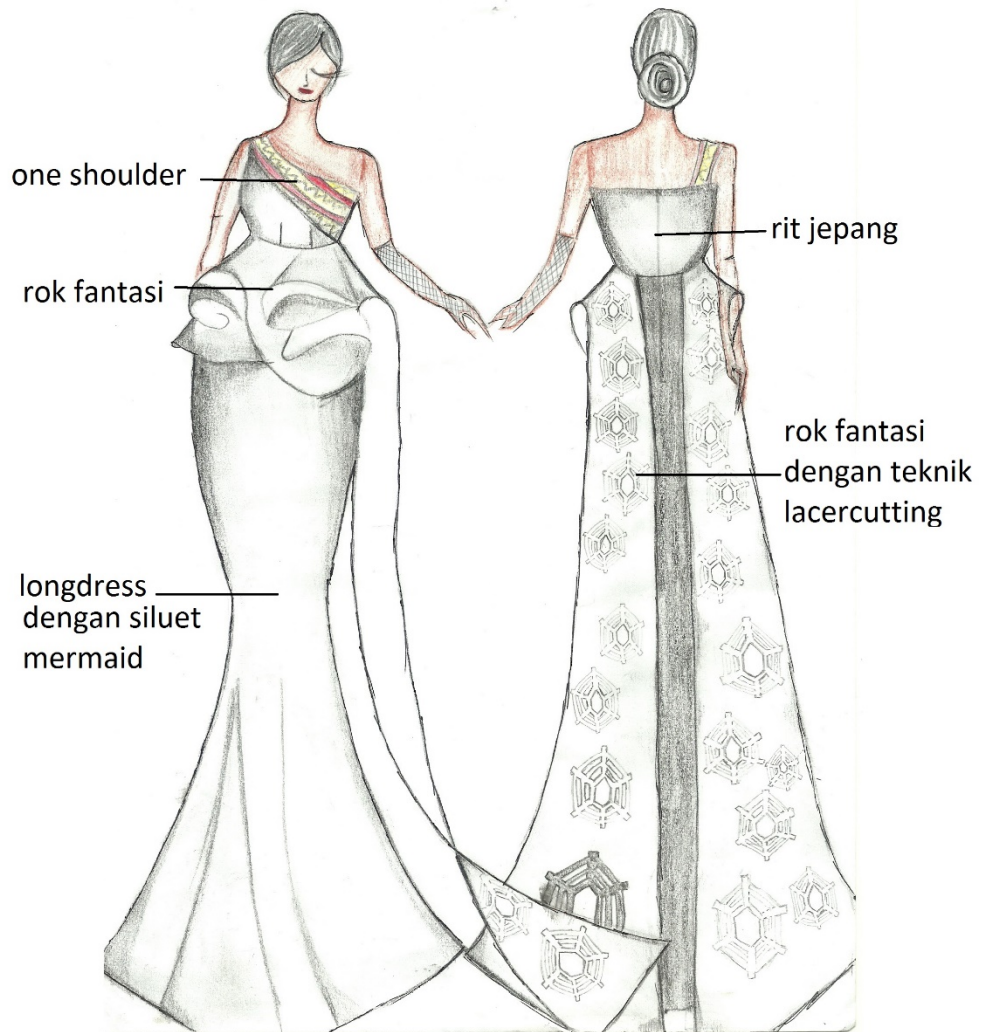 one shoulder
rok fantasi
longdress
dengan siluet
mermaid
rit jepang
rok fantasi
dengan teknik
lacercutting